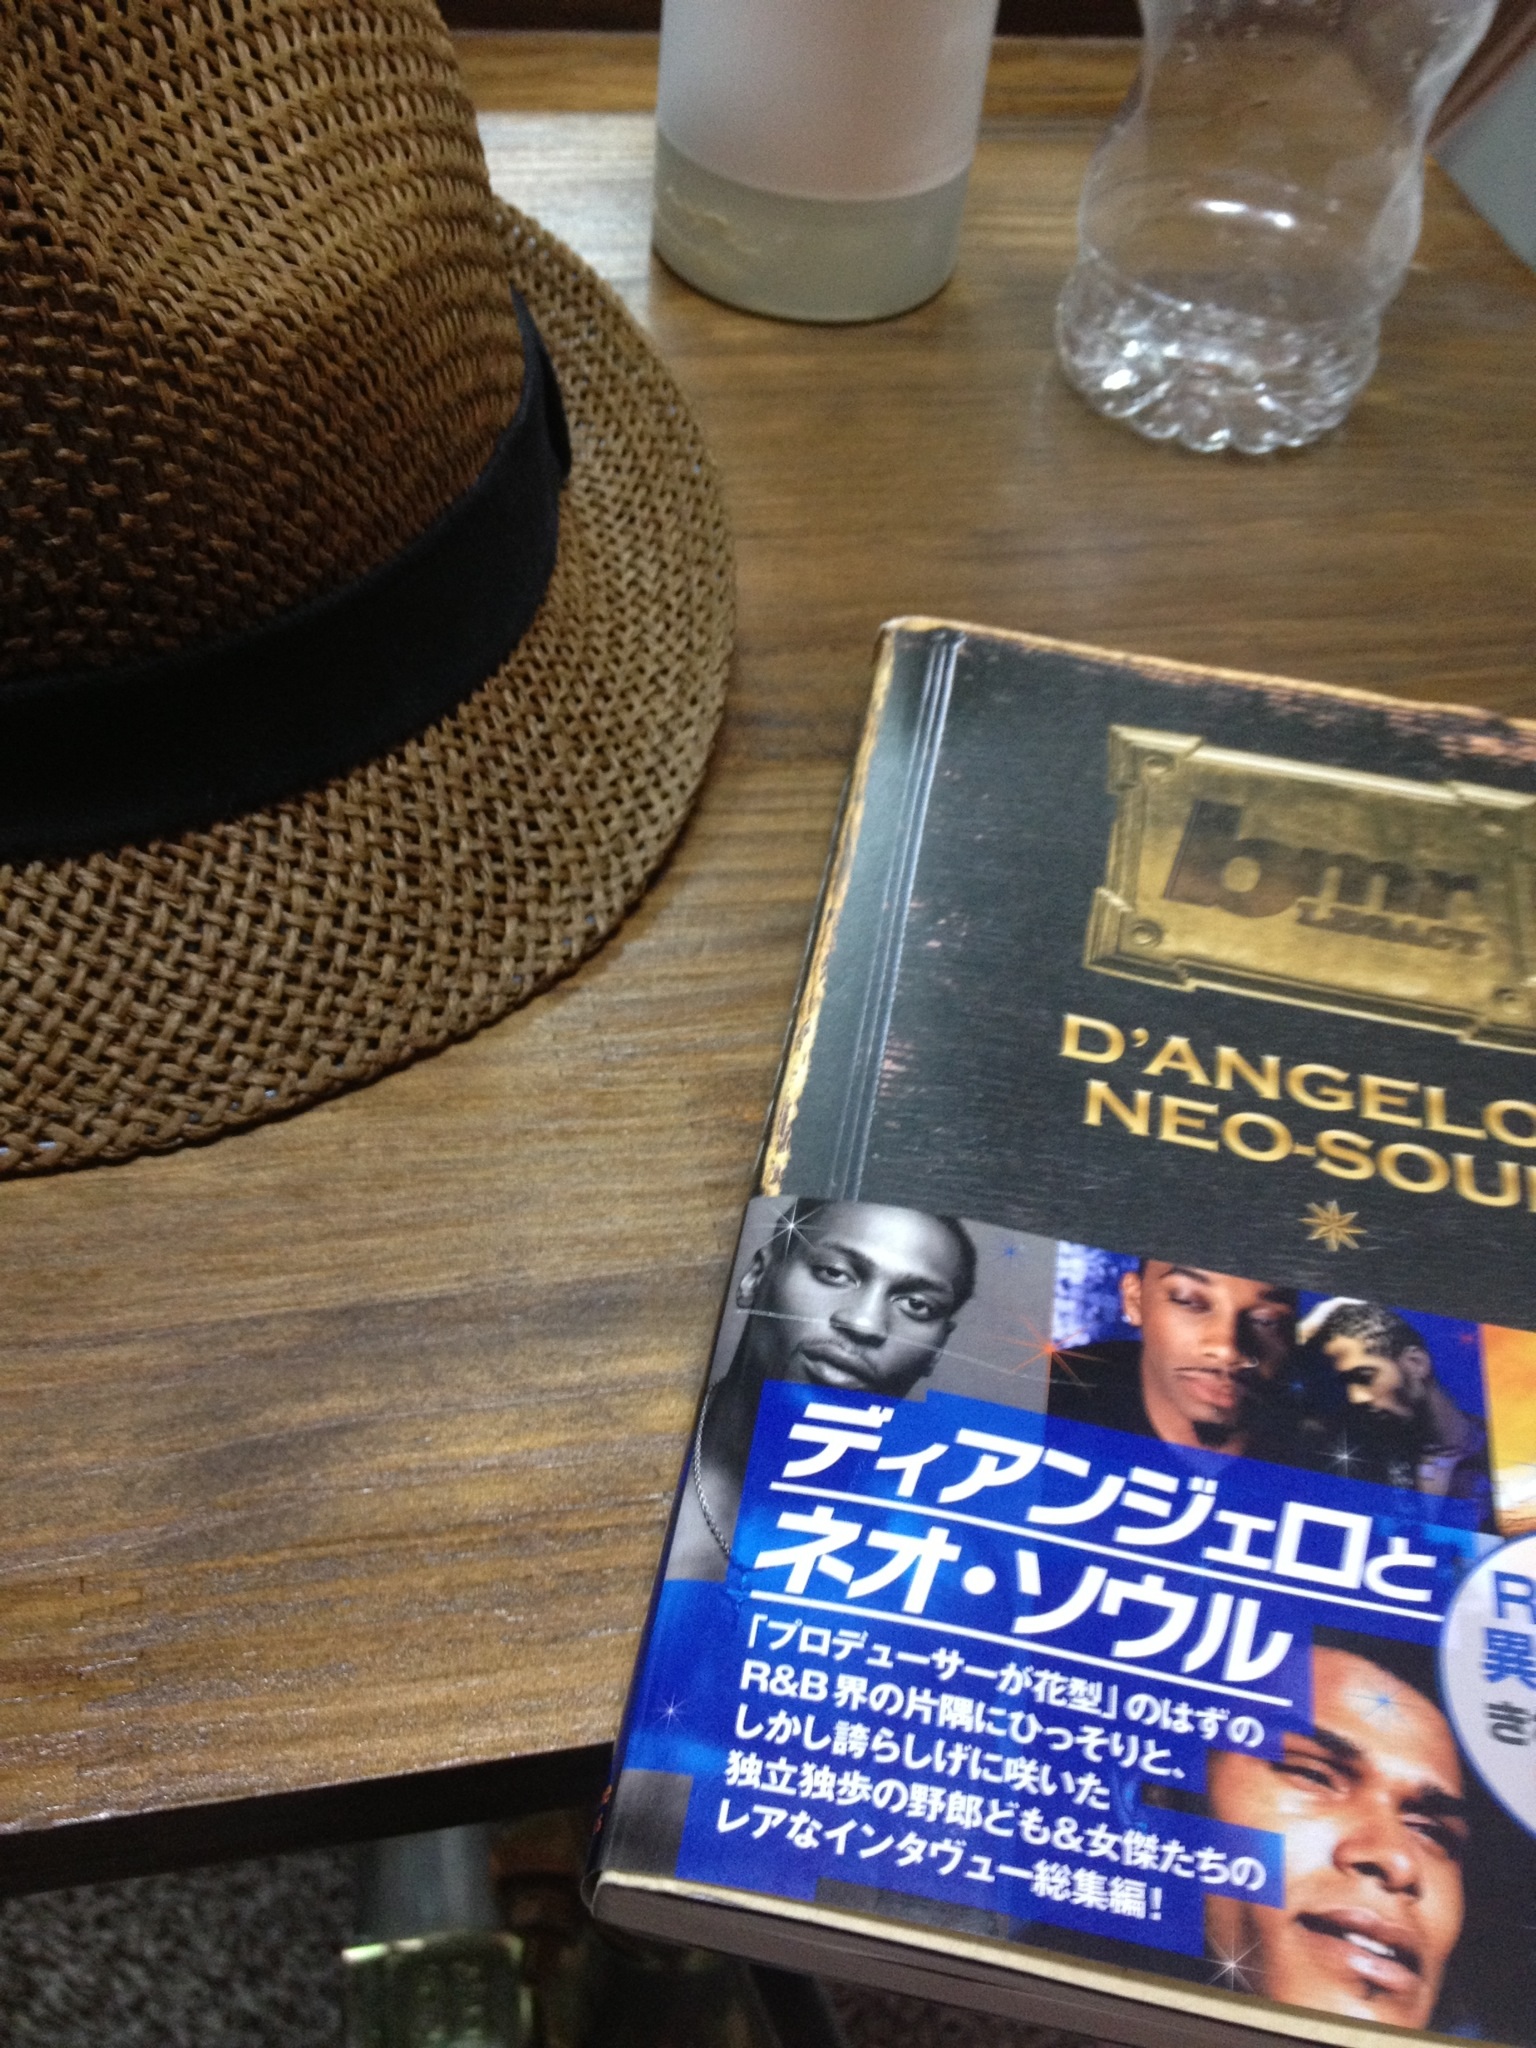 bmr
LEGACY
D'ANGELO
NEO-SOUL
ディアンジェロと
ネオ・ソウル
「プロデューサーが花型」のはずの
R&B界の片隅にひっそりと、
しかし誇らしげに咲いた
独立独歩の野郎ども&女傑たちの
レアなインタヴュー総集編!
R
異
き